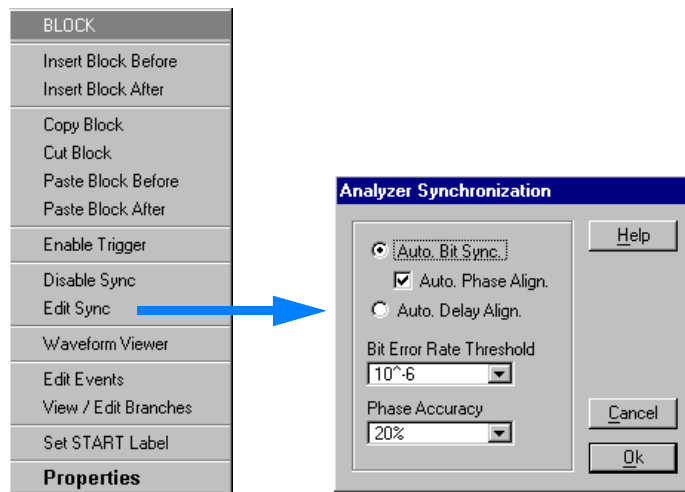 BLOCK
Insert Block Before
Insert Block After
Copy Block
Cut Block
Paste Block Before
Paste Block After
Enable Trigger
Disable Sync
Edit Sync
Waveform Viewer
Edit Events
View / Edit Branches
Set START Label
Properties
Analyzer Synchronization
Auto. Bit Sync.
Auto. Phase Align.
Auto. Delay Align.
Bit Error Rate Threshold
10^-6
Phase Accuracy
20%
Help
Cancel
Ok